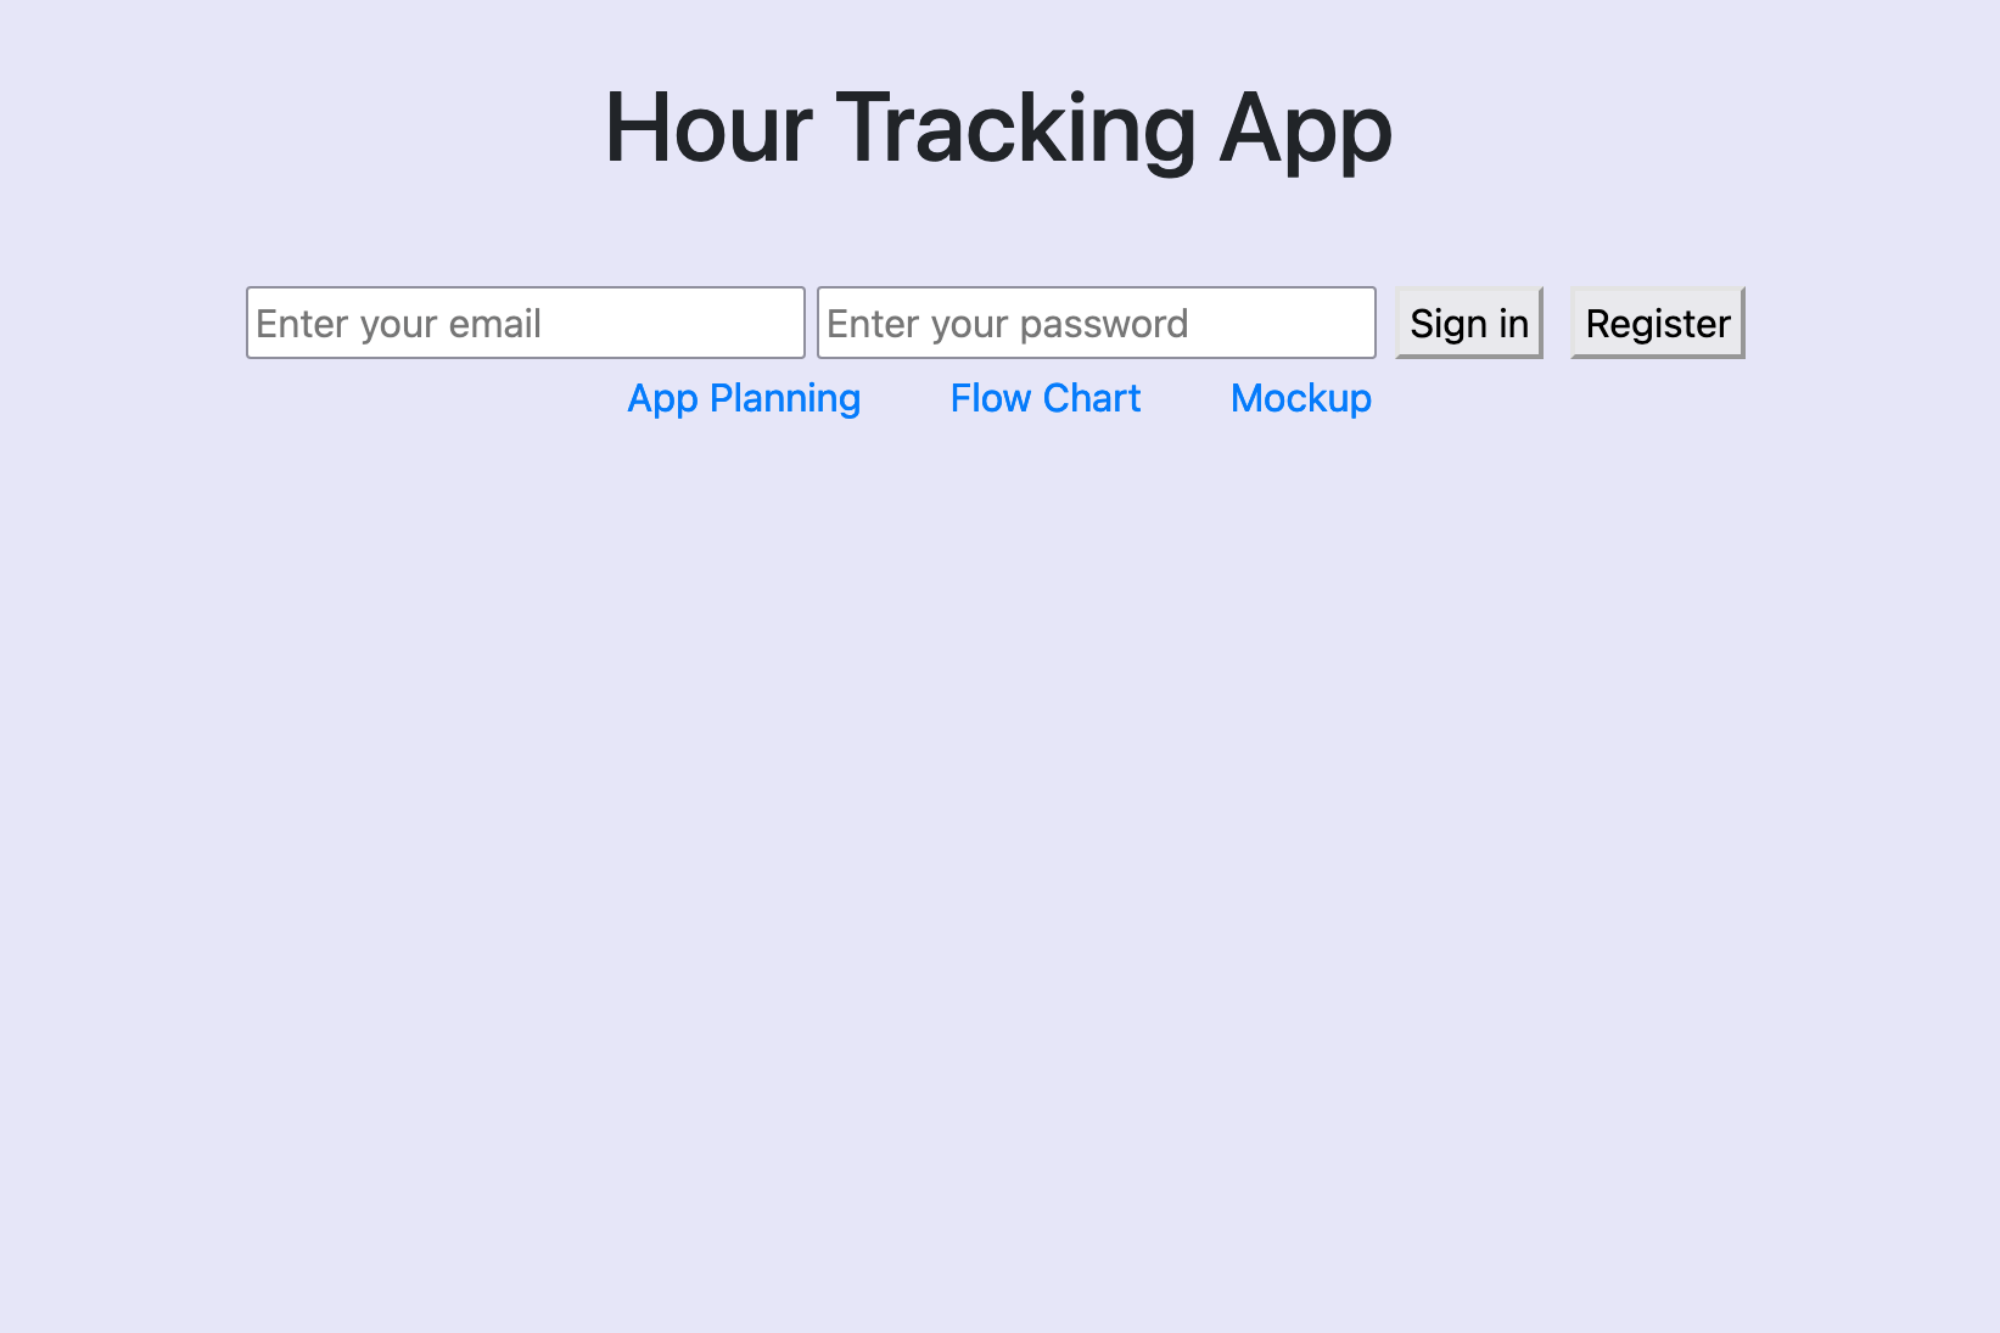 Hour Tracking App
Enter your email Enter your password Sign in Register
App Planning Flow Chart Mockup